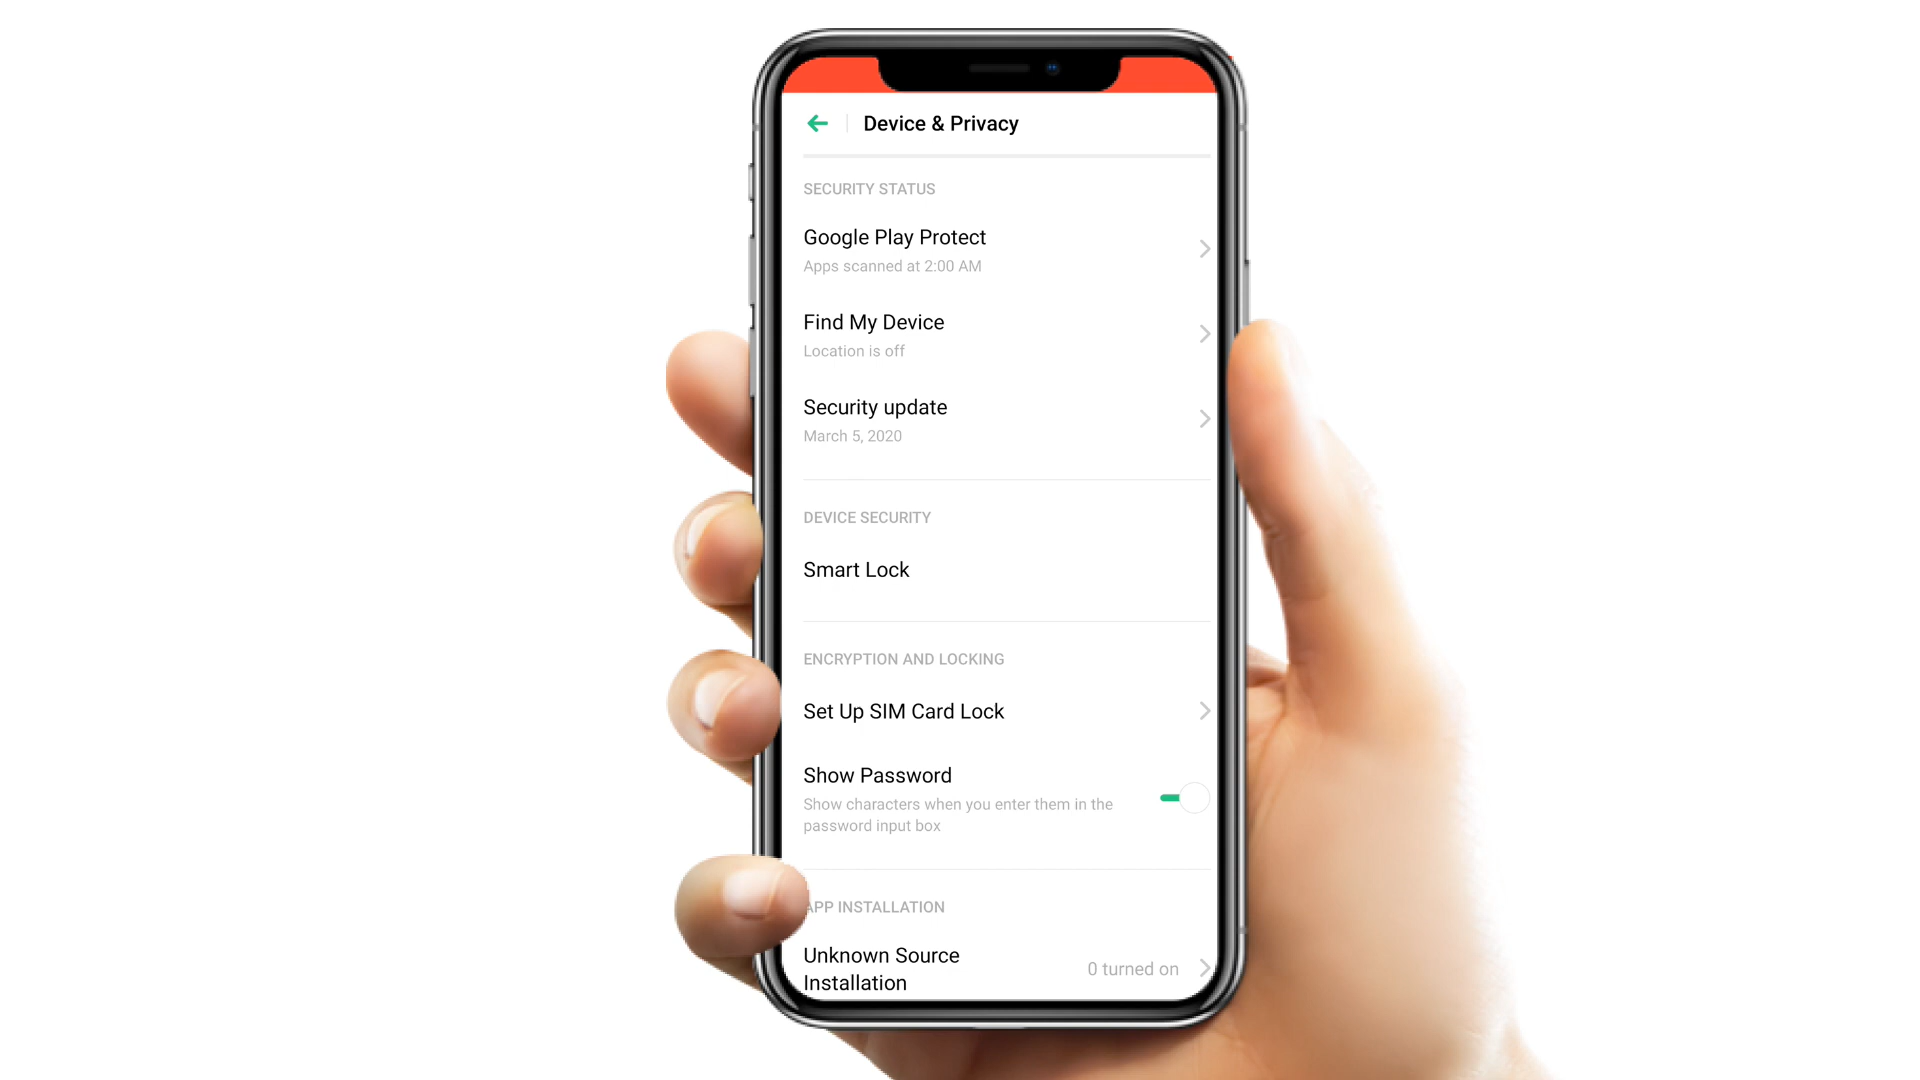 Device & Privacy
SECURITY STATUS
Google Play Protect
Apps scanned at 2:00 AM
Find My Device
Location is off
Security update
March 5, 2020
DEVICE SECURITY
Smart Lock
ENCRYPTION AND LOCKING
Set Up SIM Card Lock
Show Password
Show characters when you enter them in the
password input box
APP INSTALLATION
Unknown Source
Installation
0 turned on